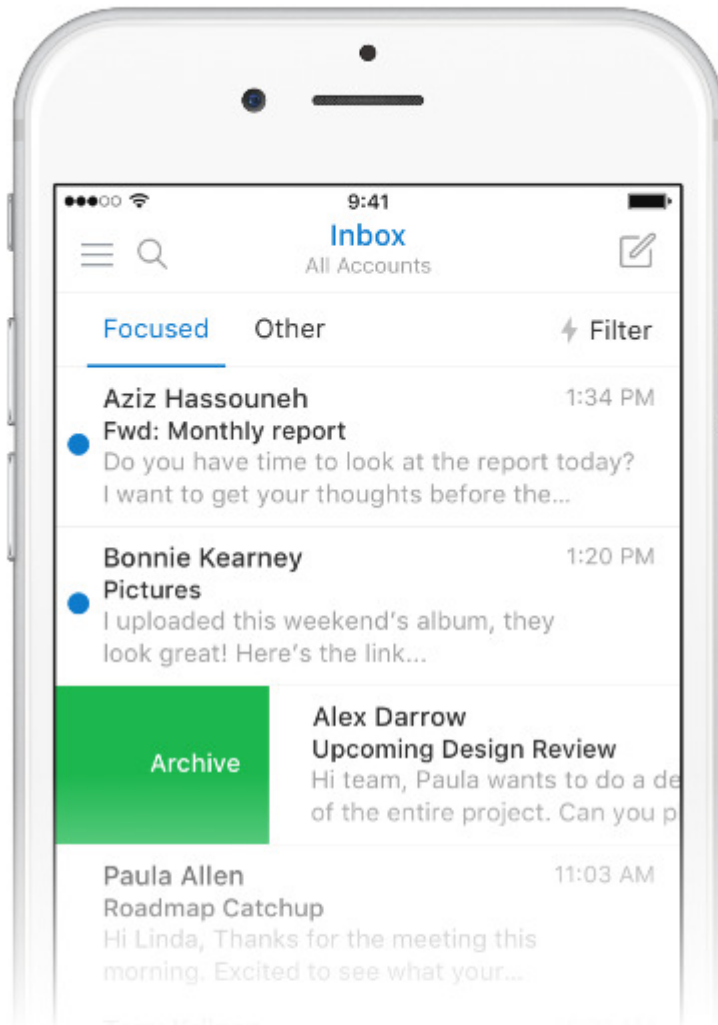 9:41
Inbox
All Accounts
Focused Other Filter
Aziz Hassouneh 1:34 PM
Fwd: Monthly report
Do you have time to look at the report today?
I want to get your thoughts before the...
Bonnie Kearney 1:20 PM
Pictures
I uploaded this weekend's album, they
look great! Here's the link...
Archive
Alex Darrow
Upcoming Design Review
Hi team, Paula wants to do a de
of the entire project. Can you p
Paula Allen 11:03 AM
Roadmap Catchup
Hi Linda, Thanks for the meeting this
morning. Excited to see what your...